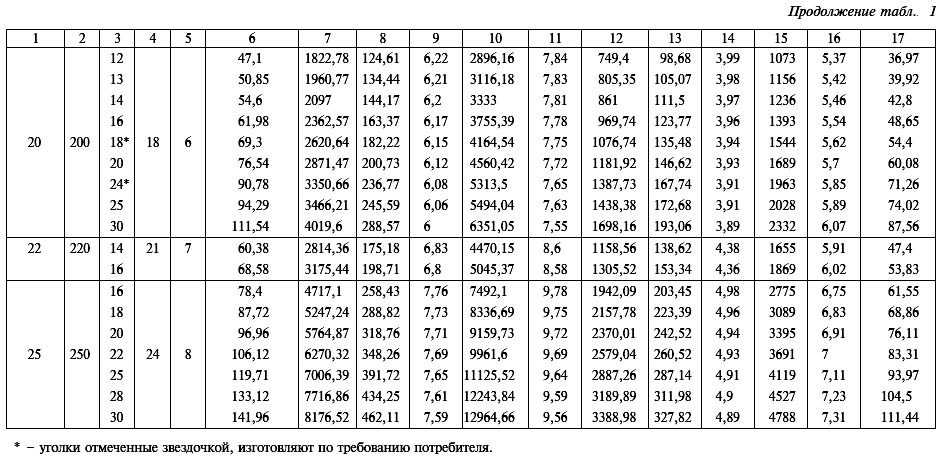 Продолжение табл. 1
1 2 3 4 5 6 7 8 9 10 11 12 13 14 15 16 17
12 47,1 1822,78 124,61 6,22 2896,16 7,84 749,4 98,68 3,99 1073 5,37 36,97
13 50,85 1960,77 134,44 6,21 3116,18 7,83 805,35 105,07 3,98 1156 5,42 39,92
14 54,6 2097 144,17 6,2 3333 7,81 861 111,5 3,97 1236 5,46 42,8
16 61,98 2362,57 163,37 6,17 3755,39 7,78 969,74 123,77 3,96 1393 5,54 48,65
20 200 18* 18 6 69,3 2620,64 182,22 6,15 4164,54 7,75 1076,74 135,48 3,94 1544 5,62 54,4
20 76,54 2871,47 200,73 6,12 4560,42 7,72 1181,92 146,62 3,93 1689 5,7 60,08
24* 90,78 3350,66 236,77 6,08 5313,5 7,65 1387,73 167,74 3,91 1963 5,85 71,26
25 94,29 3466,21 245,59 6,06 5494,04 7,63 1438,38 172,68 3,91 2028 5,89 74,02
30 111,54 4019,6 288,57 6 6351,05 7,55 1698,16 193,06 3,89 2332 6,07 87,56
22 220 14 21 7 60,38 2814,36 175,18 6,83 4470,15 8,6 1158,56 138,62 4,38 1655 5,91 47,4
16 68,58 3175,44 198,71 6,8 5045,37 8,58 1305,52 153,34 4,36 1869 6,02 53,83
16 78,4 4717,1 258,43 7,76 7492,1 9,78 1942,09 203,45 4,98 2775 6,75 61,55
18 87,72 5247,24 288,82 7,73 8336,69 9,75 2157,78 223,39 4,96 3089 6,83 68,86
20 96,96 5764,87 318,76 7,71 9159,73 9,72 2370,01 242,52 4,94 3395 6,91 76,11
25 250 22 24 8 106,12 6270,32 348,26 7,69 9961,6 9,69 2579,04 260,52 4,93 3691 7 83,31
25 119,71 7006,39 391,72 7,65 11125,52 9,64 2887,26 287,14 4,91 4119 7,11 93,97
28 133,12 7716,86 434,25 7,61 12243,84 9,59 3189,89 311,98 4,9 4527 7,23 104,5
30 141,96 8176,52 462,11 7,59 12964,66 9,56 3388,98 327,82 4,89 4788 7,31 111,44
* – уголки отмеченные звездочкой, изготовляют по требованию потребителя.